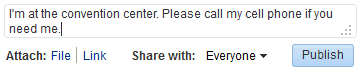 I'm at the convention center. Please call my cell phone if you
need me.
Attach: File | Link Share with: Everyone Publish